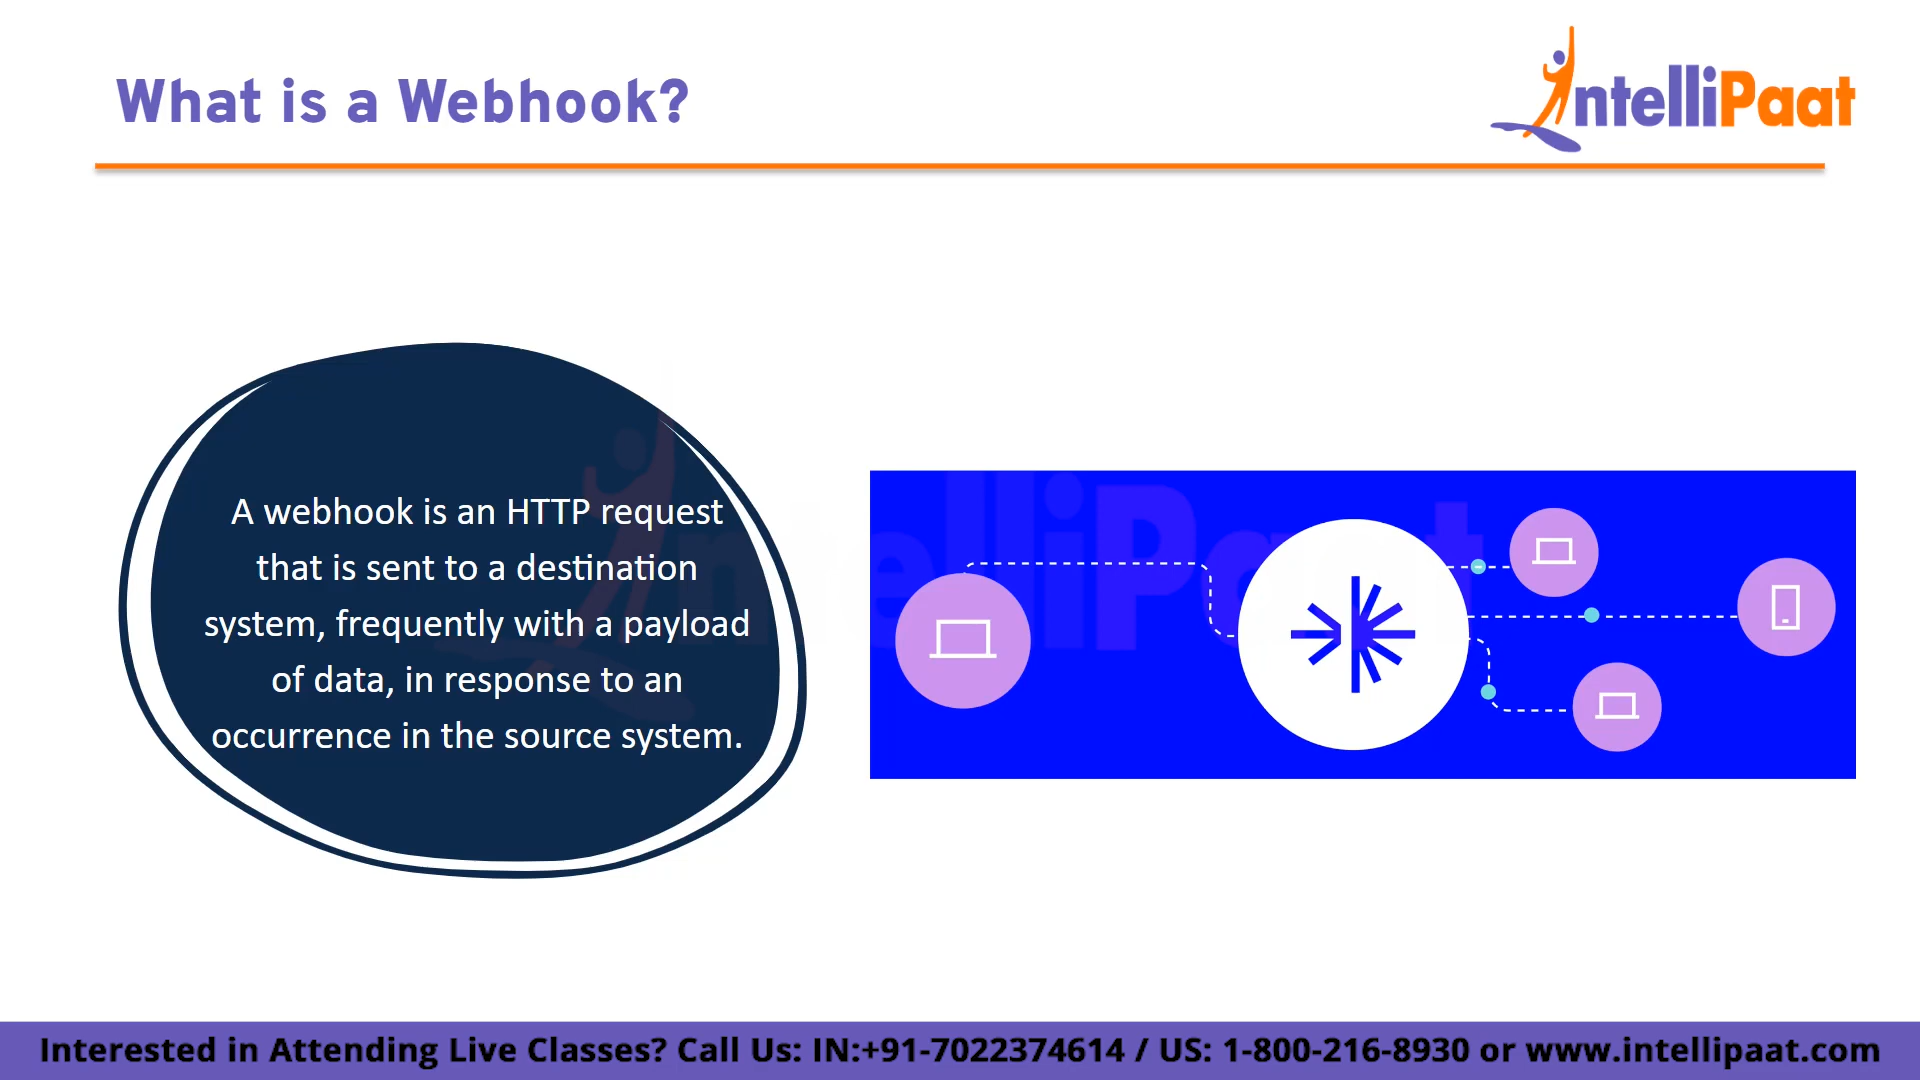 What is a Webhook?
IntelliPaat
A webhook is an HTTP request
that is sent to a destination
system, frequently with a payload
of data, in response to an
occurrence in the source system.
IntelliPaat
Interested in Attending Live Classes? Call Us: IN:+91-7022374614 / US: 1-800-216-8930 or www.intellipaat.com